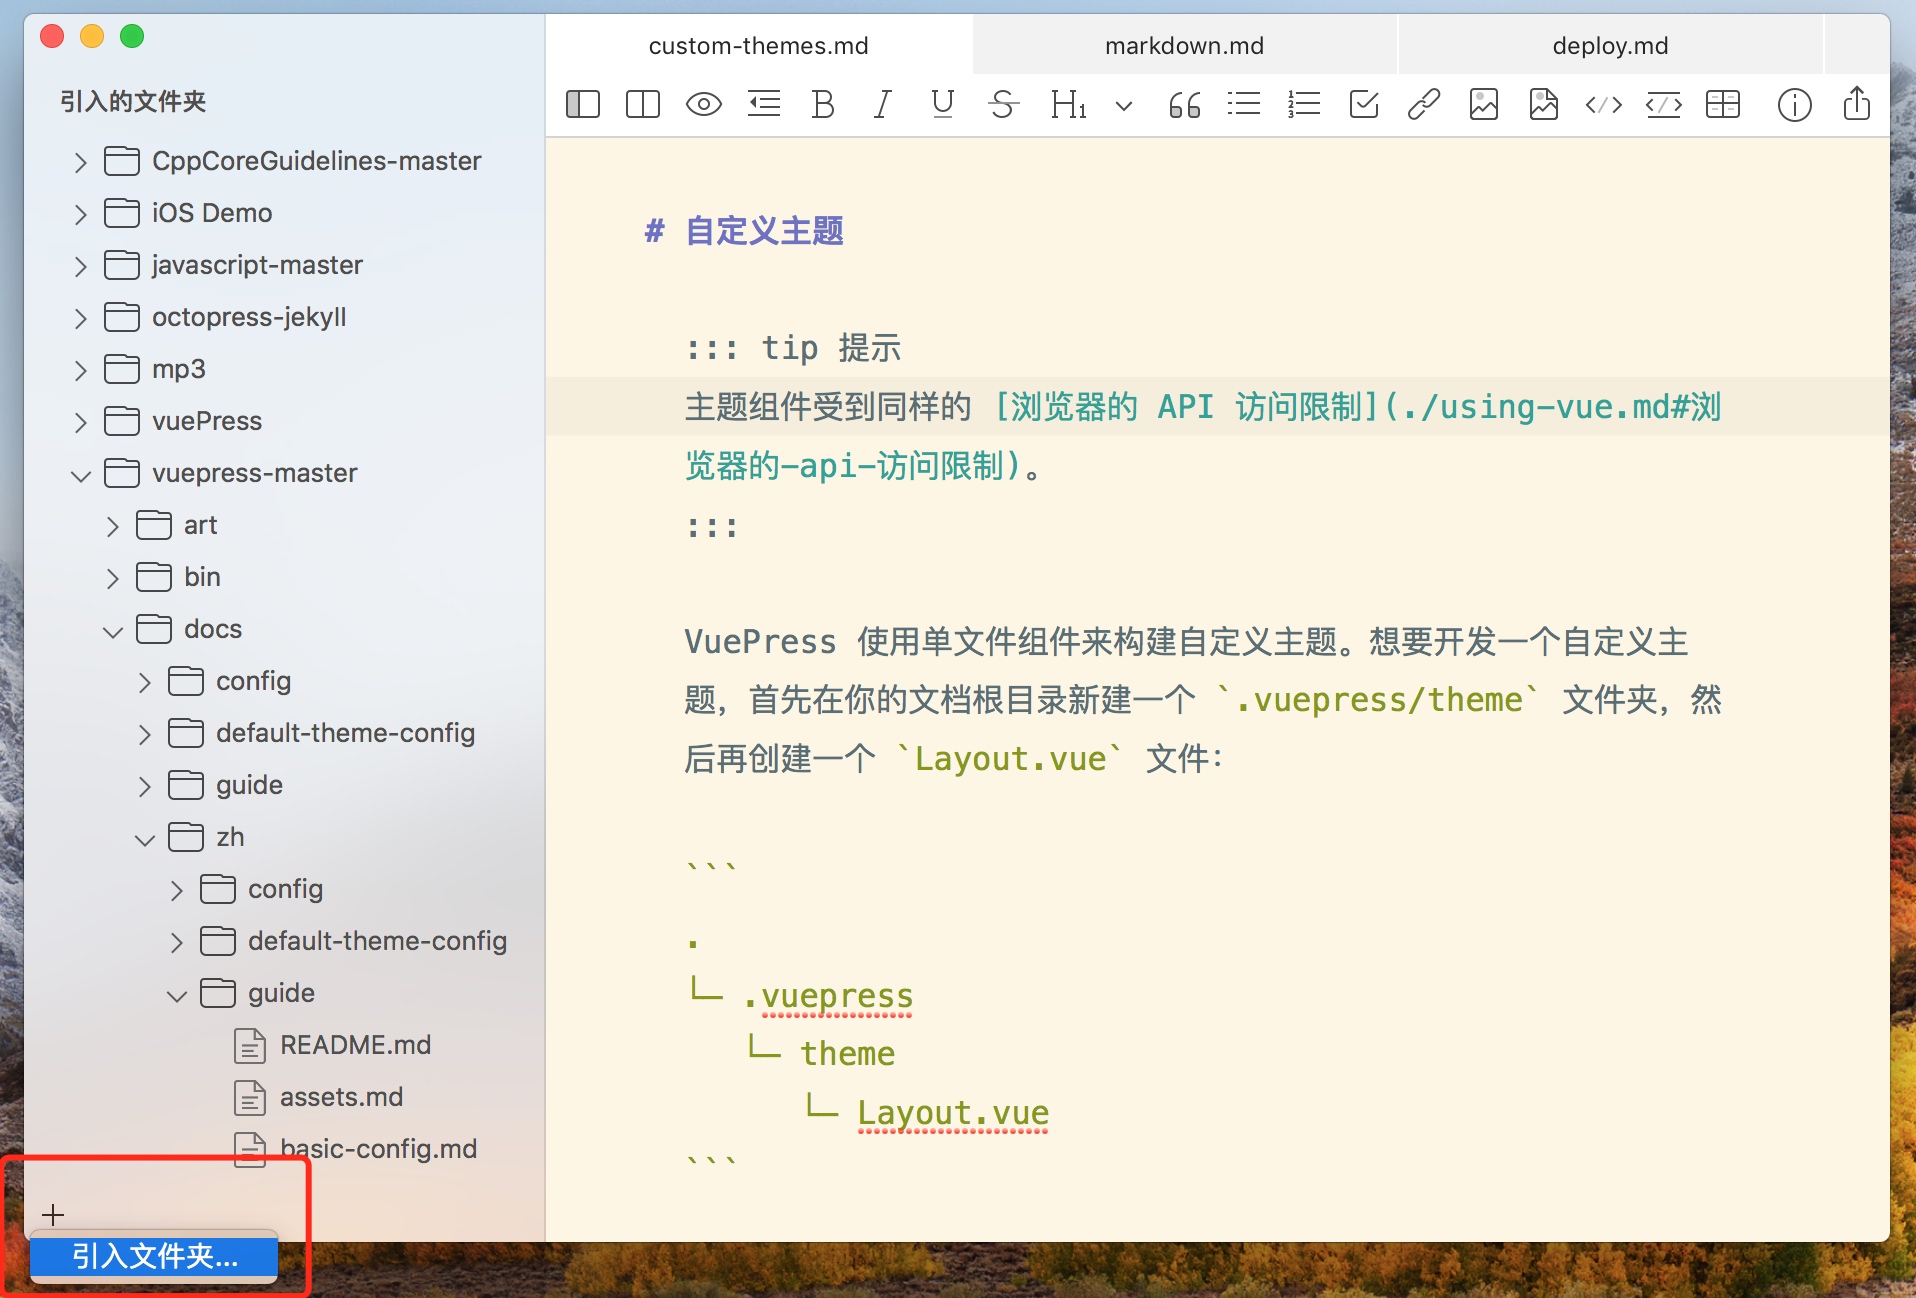 引入的文件夹
CppCoreGuidelines-master
iOS Demo
javascript-master
octopress-jekyll
mp3
vuePress
vuepress-master
art
bin
docs
config
default-theme-config
guide
zh
config
default-theme-config
guide
README.md
assets.md
basic-config.md
引入文件夹...
custom-themes.md markdown.md deploy.md
# 自定义主题
::: tip 提示
主题组件受到同样的 [浏览器的 API 访问限制](./using-vue.md#浏
览器的-api-访问限制)。
:::
VuePress 使用单文件组件来构建自定义主题。想要开发一个自定义主
题，首先在你的文档根目录新建一个 `.vuepress/theme` 文件夹，然
后再创建一个 `Layout.vue` 文件：
```
.
└─ .vuepress
└─ theme
└─ Layout.vue
```